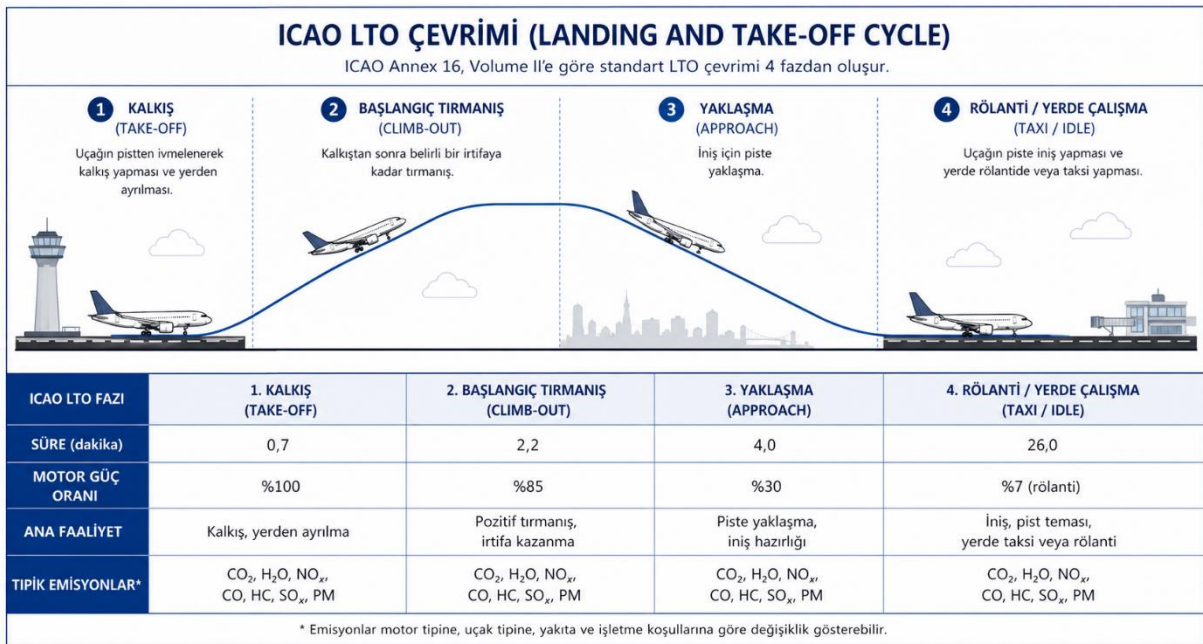 ICAO LTO ÇEVRİMİ (LANDING AND TAKE-OFF CYCLE)
ICAO Annex 16, Volume II'e göre standart LTO çevrimi 4 fazdan oluşur.
1 KALKIŞ
(TAKE-OFF)
Uçağın pistten ivmelenerek
kalkış yapması ve yerden
ayrılması.
2 BAŞLANGIÇ TIRMANIŞ
(CLIMB-OUT)
Kalkıştan sonra belirli bir irtifaya
kadar tırmanış.
3 YAKLAŞMA
(APPROACH)
İniş için piste
yaklaşma.
4 RÖLANTİ / YERDE ÇALIŞMA
(TAXI / IDLE)
Uçağın piste iniş yapması ve
yerde rölantide veya taksi yapması.
ICAO LTO FAZI
1. KALKIŞ
(TAKE-OFF)
2. BAŞLANGIÇ TIRMANIŞ
(CLIMB-OUT)
3. YAKLAŞMA
(APPROACH)
4. RÖLANTİ / YERDE ÇALIŞMA
(TAXI / IDLE)
SÜRE (dakika)
0,7
2,2
4,0
26,0
MOTOR GÜÇ
ORANI
%100
%85
%30
%7 (rölanti)
ANA FAALİYET
Kalkış, yerden ayrılma
Pozitif tırmanış,
irtifa kazanma
Piste yaklaşma,
iniş hazırlığı
İniş, pist teması,
yerde taksi veya rölanti
TIPİK EMİSYONLAR*
CO₂, H₂O, NOₓ,
CO, HC, SOₓ, PM
CO₂, H₂O, NOₓ,
CO, HC, SOₓ, PM
CO₂, H₂O, NOₓ,
CO, HC, SOₓ, PM
CO₂, H₂O, NOₓ,
CO, HC, SOₓ, PM
* Emisyonlar motor tipine, uçak tipine, yakıta ve işletme koşullarına göre değişiklik gösterebilir.